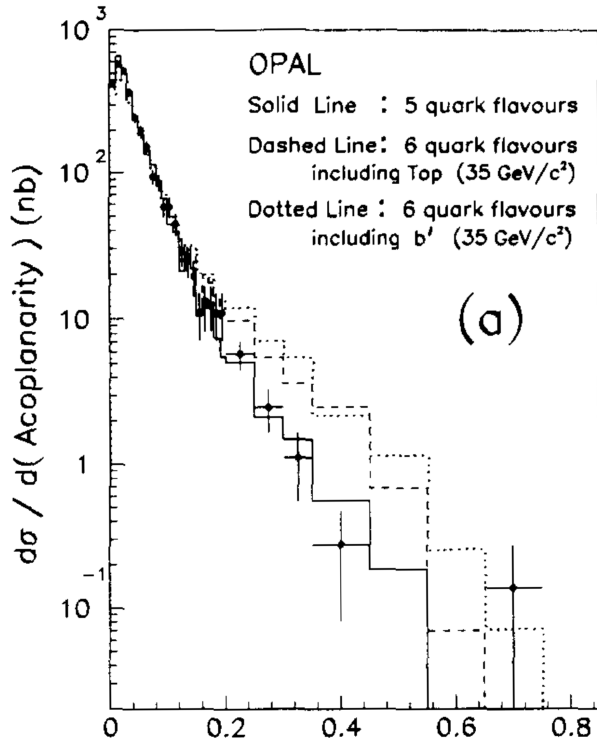 10³
OPAL
Solid Line : 5 quark flavours
Dashed Line: 6 quark flavours
including Top (35 GeV/c²)
Dotted Line : 6 quark flavours
including b' (35 GeV/c²)
10²
(a)
10
1
10⁻¹
dσ / d( Acoplanarity ) (nb)
0 0.2 0.4 0.6 0.8